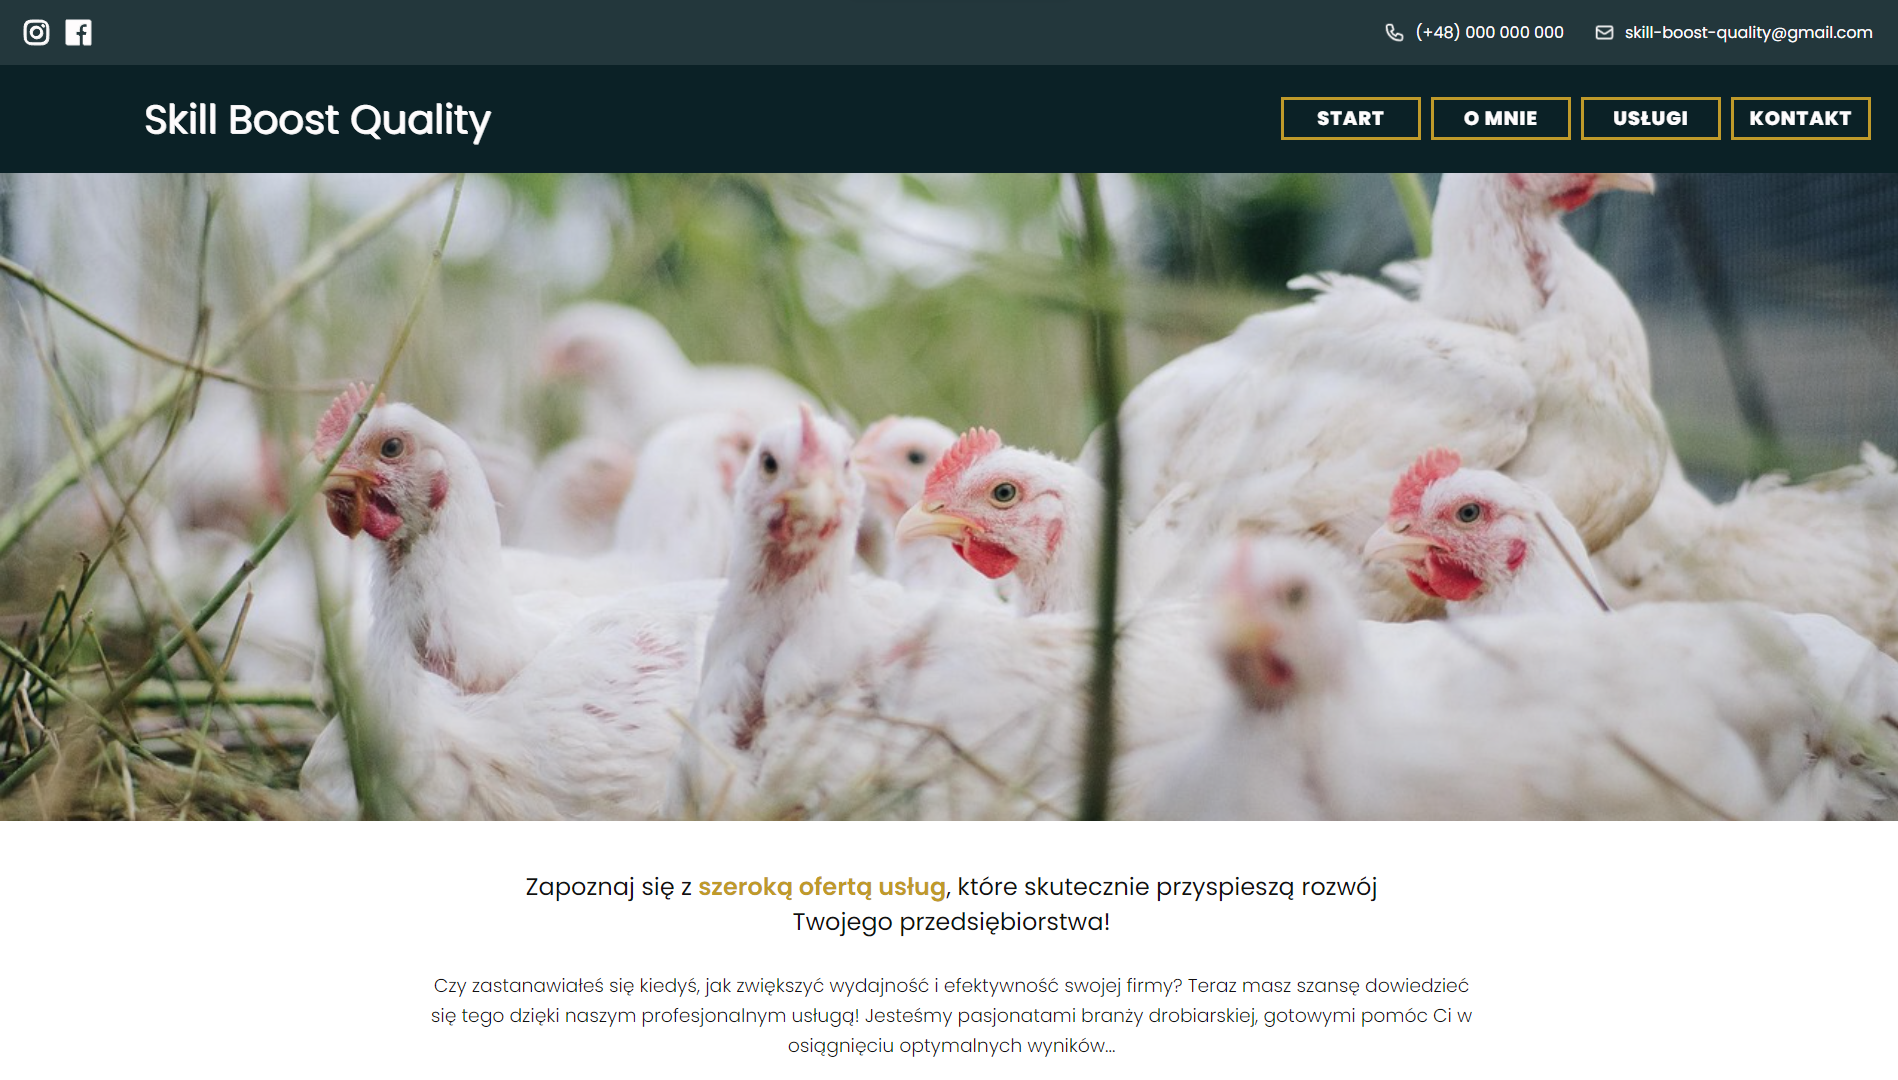 (+48) 000 000 000
skill-boost-quality@gmail.com
Skill Boost Quality
START
O MNIE
USŁUGI
KONTAKT
Zapoznaj się z szeroką ofertą usług, które skutecznie przyspieszą rozwój
Twojego przedsiębiorstwa!
Czy zastanawiałeś się kiedyś, jak zwiększyć wydajność i efektywność swojej firmy? Teraz masz szansę dowiedzieć
się tego dzięki naszym profesjonalnym usługą! Jesteśmy pasjonatami branży drobiarskiej, gotowymi pomóc Ci w
osiągnięciu optymalnych wyników...